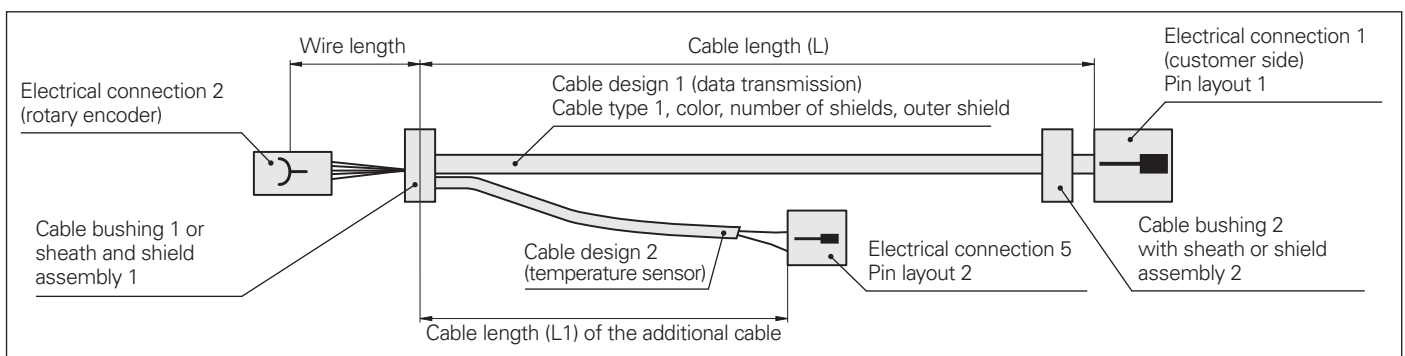 Wire length
Cable length (L)
Electrical connection 1
(customer side)
Pin layout 1
Electrical connection 2
(rotary encoder)
Cable design 1 (data transmission)
Cable type 1, color, number of shields, outer shield
Cable bushing 1 or
sheath and shield
assembly 1
Cable design 2
(temperature sensor)
Electrical connection 5
Pin layout 2
Cable bushing 2
with sheath or shield
assembly 2
Cable length (L1) of the additional cable